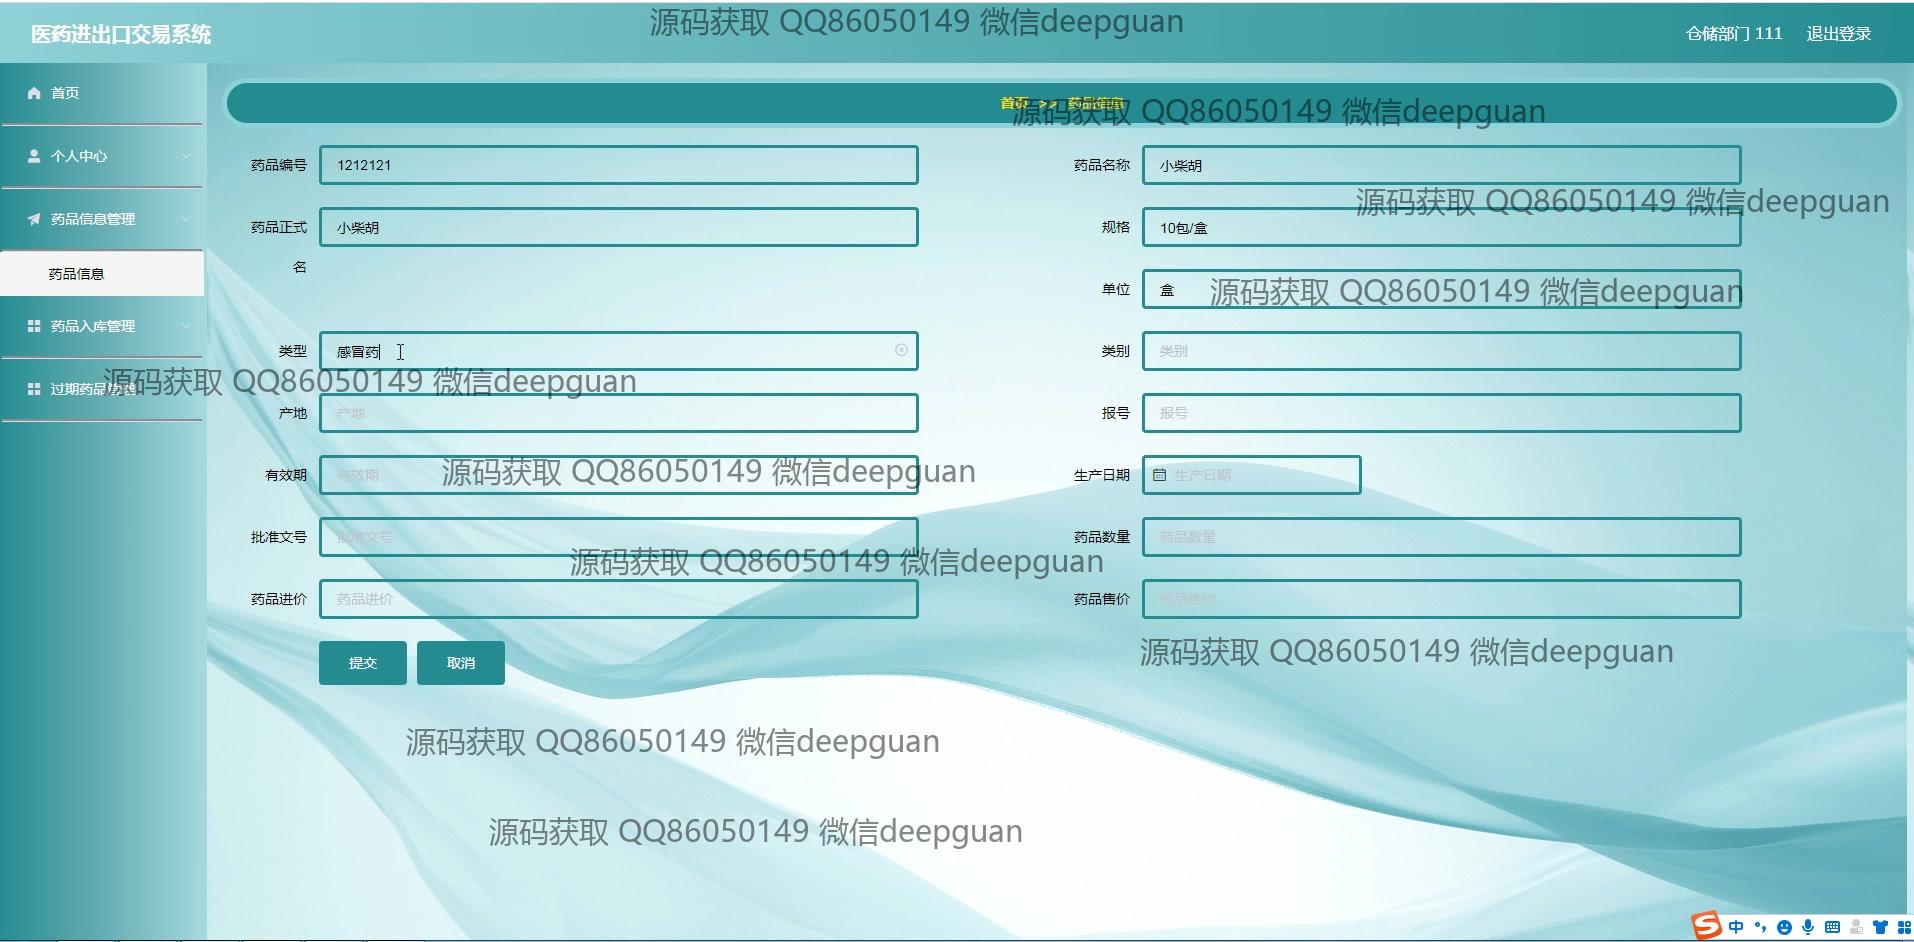 源码获取 QQ86050149 微信deepguan
医药进出口交易系统
仓储部门 111
退出登录
首页
个人中心
药品信息管理
药品信息
药品入库管理
首页 >> 药品信息
源码获取 QQ86050149 微信deepguan
药品编号 1212121
药品名称 小柴胡
源码获取 QQ86050149 微信deepguan
药品正式名 小柴胡
规格 10包/盒
单位 盒
源码获取 QQ86050149 微信deepguan
类型 感冒药
类别 类别
过期药品
源码获取 QQ86050149 微信deepguan
产地 产地
报号 报号
有效期 有效期
源码获取 QQ86050149 微信deepguan
生产日期 生产日期
批准文号 批准文号
药品数量 药品数量
源码获取 QQ86050149 微信deepguan
药品进价 药品进价
药品售价 药品售价
提交
取消
源码获取 QQ86050149 微信deepguan
源码获取 QQ86050149 微信deepguan
源码获取 QQ86050149 微信deepguan
S 中